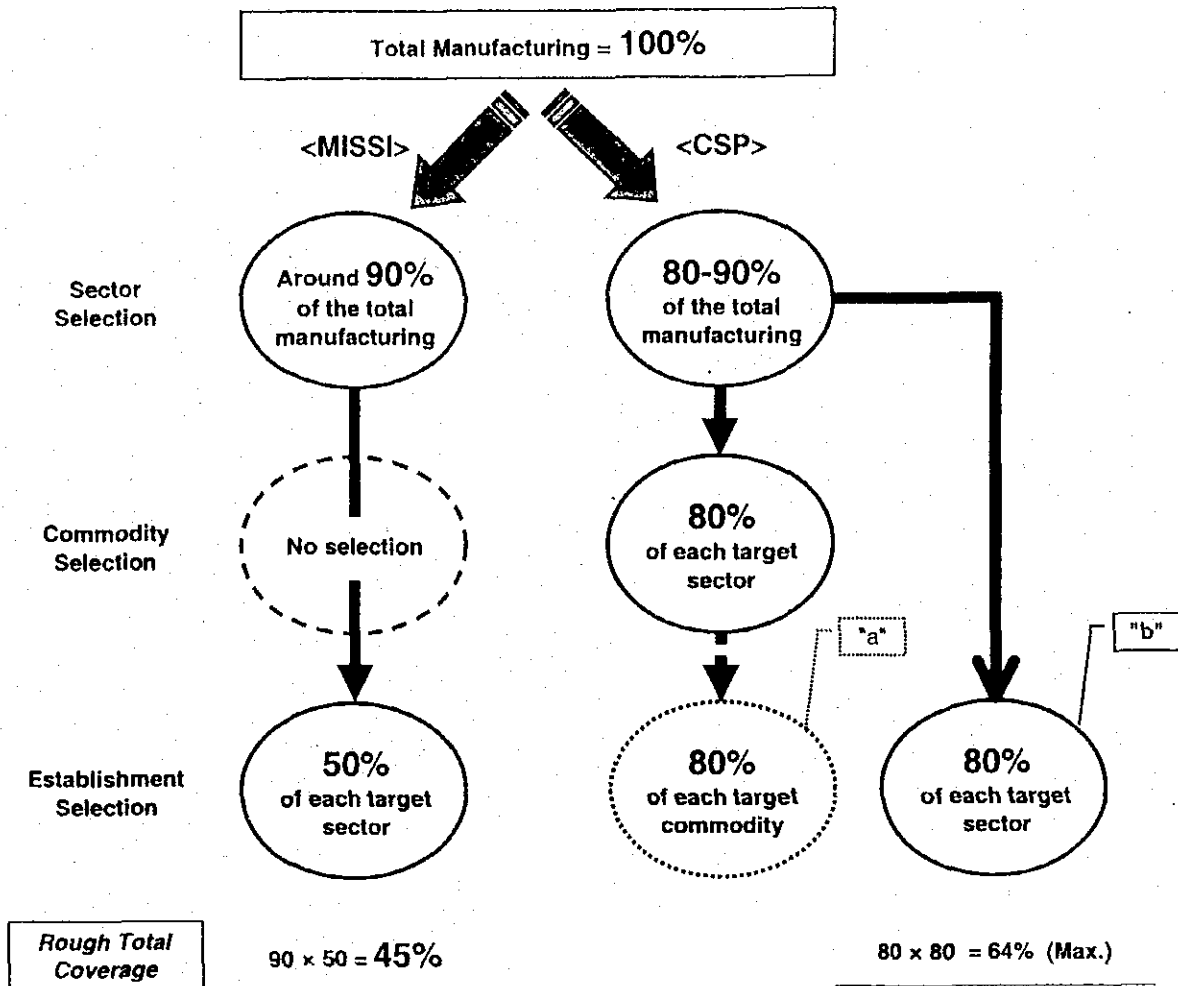 Total Manufacturing = 100%
<MISSI>
<CSP>
Sector
Selection
Around 90%
of the total
manufacturing
80-90%
of the total
manufacturing
Commodity
Selection
No selection
80%
of each target
sector
"a"
"b"
Establishment
Selection
50%
of each target
sector
80%
of each target
commodity
80%
of each target
sector
Rough Total
Coverage
90 × 50 = 45%
80 × 80 = 64% (Max.)